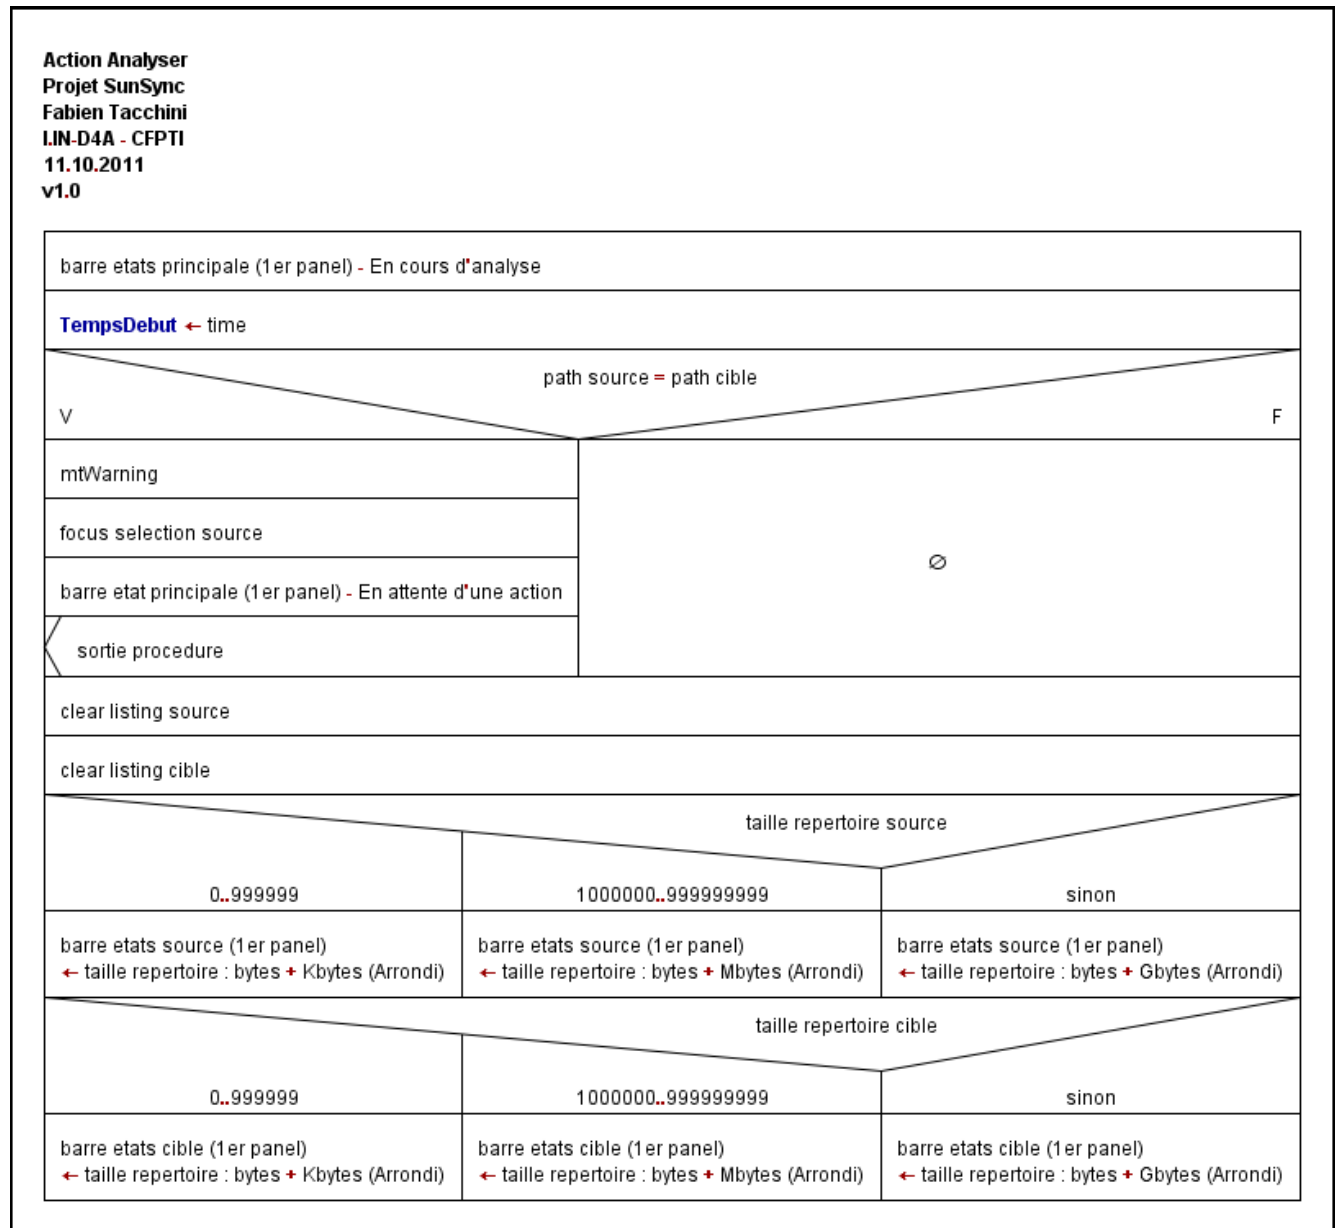 Action Analyser
Projet SunSync
Fabien Tacchini
I.IN-D4A - CFPTI
11.10.2011
v1.0
barre etats principale (1er panel) - En cours d'analyse
TempsDebut ← time
path source = path cible
V
F
mtWarning
focus selection source
∅
barre etat principale (1er panel) - En attente d'une action
sortie procedure
clear listing source
clear listing cible
taille repertoire source
0..999999
1000000..999999999
sinon
barre etats source (1er panel)
← taille repertoire : bytes + Kbytes (Arrondi)
barre etats source (1er panel)
← taille repertoire : bytes + Mbytes (Arrondi)
barre etats source (1er panel)
← taille repertoire : bytes + Gbytes (Arrondi)
taille repertoire cible
0..999999
1000000..999999999
sinon
barre etats cible (1er panel)
← taille repertoire : bytes + Kbytes (Arrondi)
barre etats cible (1er panel)
← taille repertoire : bytes + Mbytes (Arrondi)
barre etats cible (1er panel)
← taille repertoire : bytes + Gbytes (Arrondi)